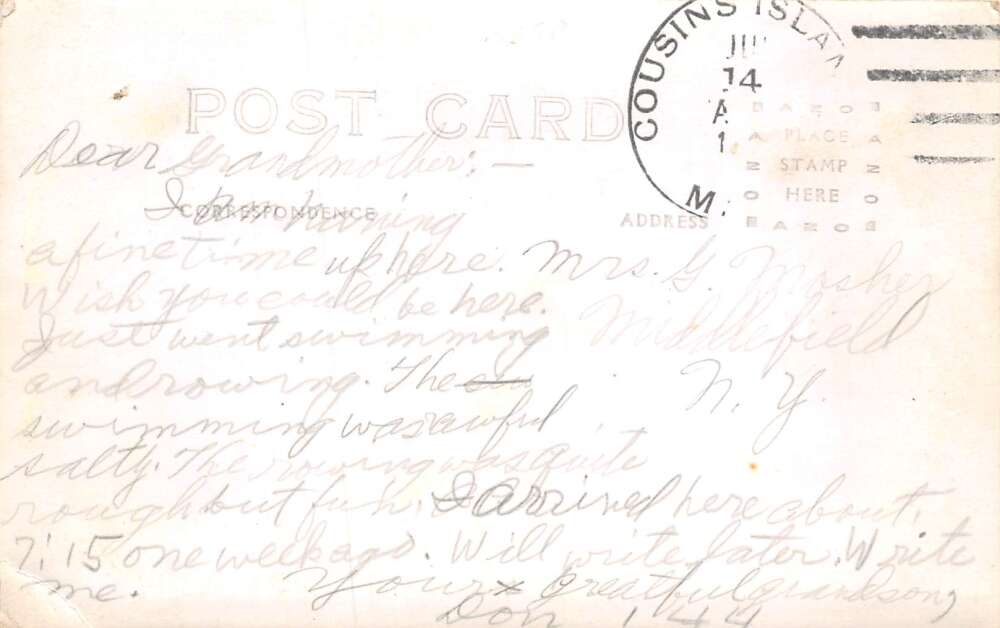 COUSINS ISLA
14
A
1
M.
POST CARD
AZO
PLACE
STAMP
HERE
CORRESPONDENCE
ADDRESS
Dear Grandmother: —
I am having
a fine time up here.
Wish you could be here.
Just went swimming
and rowing. The
swimming was awful
salty. The rowing was quite
rough but fun. I arrived here about
7:15 one week ago. Will write later. Write
me. Your greatful grandson,
Don
Mrs. G. Mosher
Middlefield
N. Y.